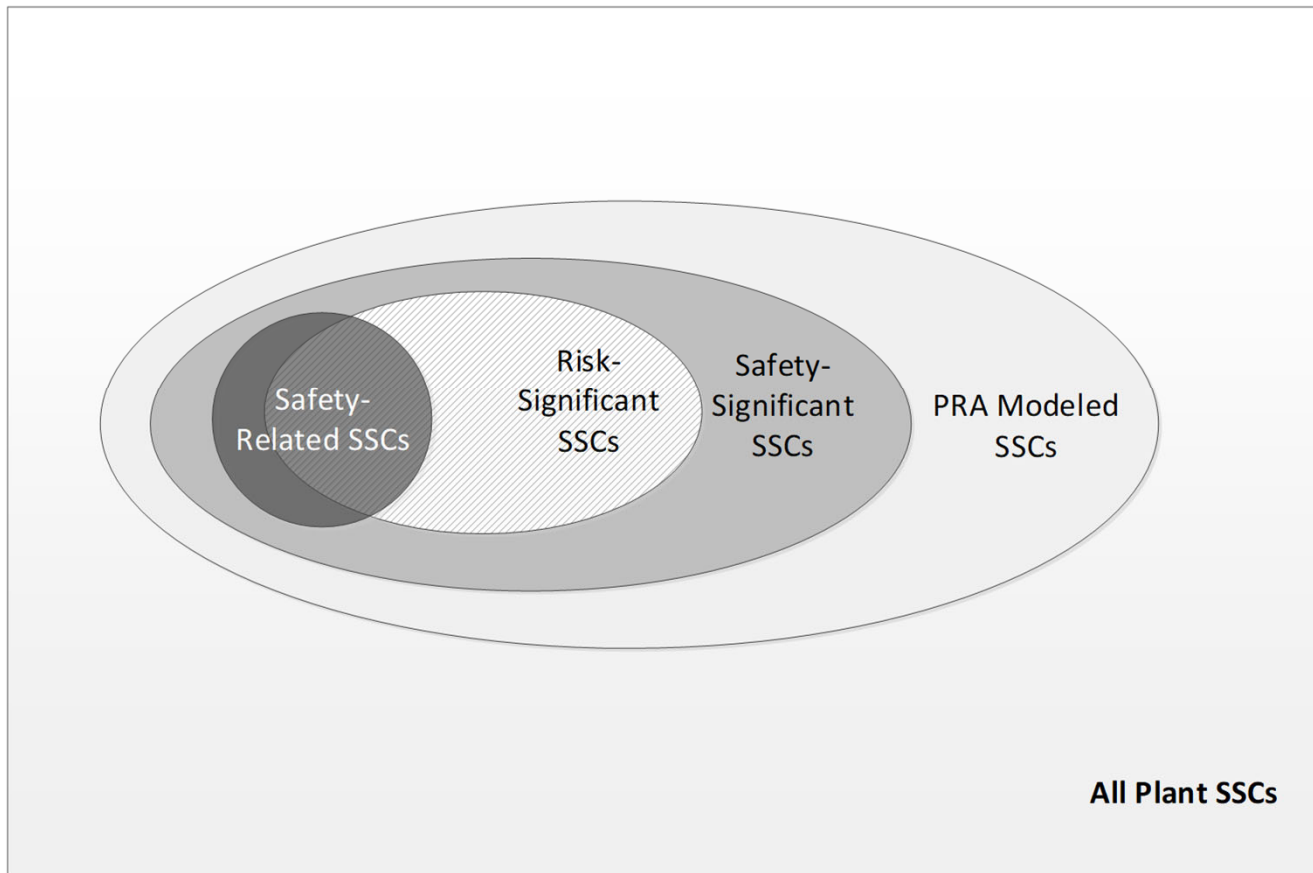 Safety-
Related SSCs
Risk-
Significant
SSCs
Safety-
Significant
SSCs
PRA Modeled
SSCs
All Plant SSCs